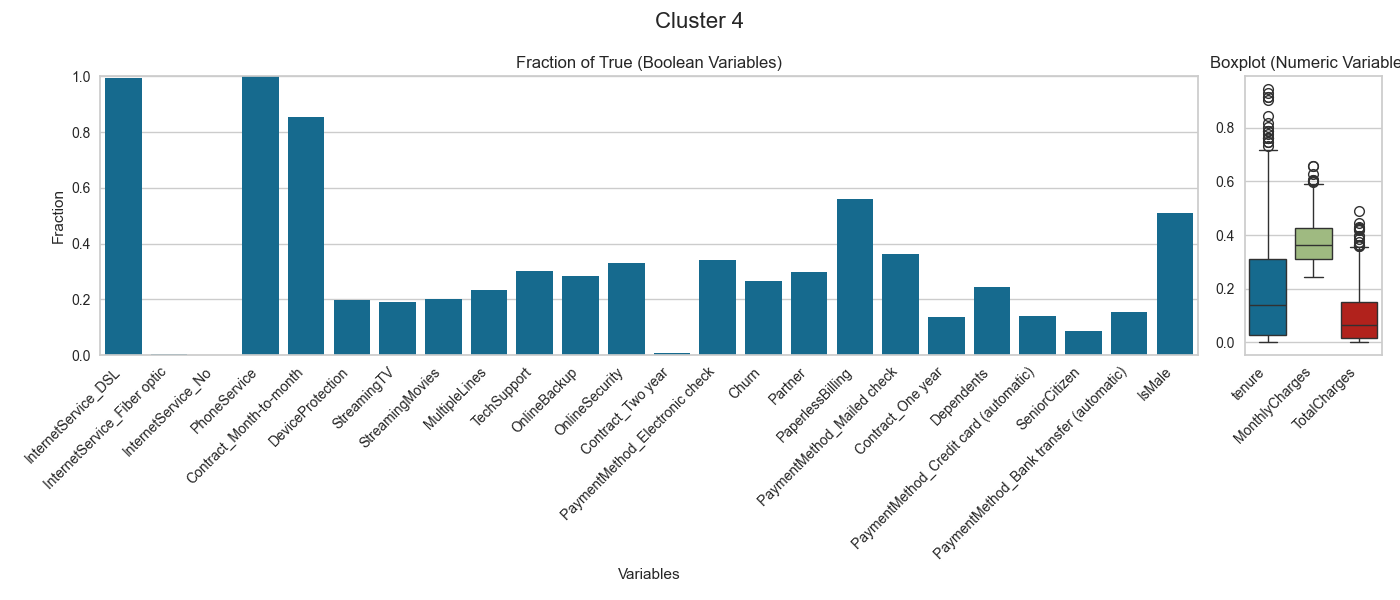 Cluster 4
Fraction of True (Boolean Variables)
Boxplot (Numeric Variable
Fraction
1.0
0.8
0.6
0.4
0.2
0.0
0.8
0.6
0.4
0.2
0.0
InternetService_DSL
InternetService_Fiber optic
InternetService_No
PhoneService
Contract_Month-to-month
DeviceProtection
StreamingTV
StreamingMovies
MultipleLines
TechSupport
OnlineBackup
OnlineSecurity
Contract_Two year
PaymentMethod_Electronic check
Churn
Partner
PaperlessBilling
PaymentMethod_Mailed check
Contract_One year
Dependents
PaymentMethod_Credit card (automatic)
SeniorCitizen
PaymentMethod_Bank transfer (automatic)
IsMale
tenure
MonthlyCharges
TotalCharges
Variables